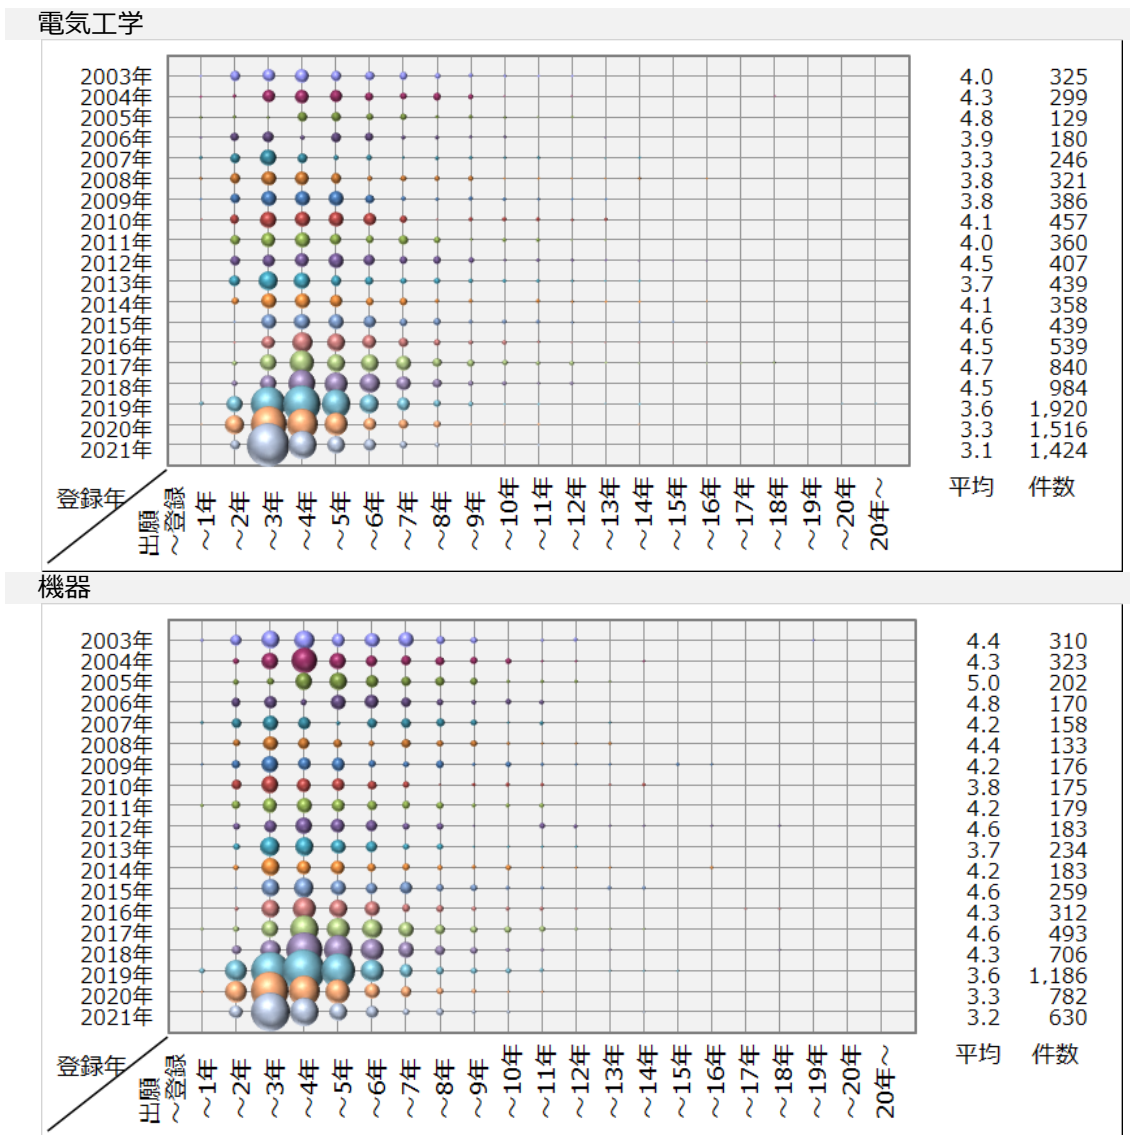 電気工学
2003年 4.0 325
2004年 4.3 299
2005年 4.8 129
2006年 3.9 180
2007年 3.3 246
2008年 3.8 321
2009年 3.8 386
2010年 4.1 457
2011年 4.0 360
2012年 4.5 407
2013年 3.7 439
2014年 4.1 358
2015年 4.6 439
2016年 4.5 539
2017年 4.7 840
2018年 4.5 984
2019年 3.6 1,920
2020年 3.3 1,516
2021年 3.1 1,424
登録年 出願～登録 ～1年 ～2年 ～3年 ～4年 ～5年 ～6年 ～7年 ～8年 ～9年 ～10年 ～11年 ～12年 ～13年 ～14年 ～15年 ～16年 ～17年 ～18年 ～19年 ～20年 20年～ 平均 件数
機器
2003年 4.4 310
2004年 4.3 323
2005年 5.0 202
2006年 4.8 170
2007年 4.2 158
2008年 4.4 133
2009年 4.2 176
2010年 3.8 175
2011年 4.2 179
2012年 4.6 183
2013年 3.7 234
2014年 4.2 183
2015年 4.6 259
2016年 4.3 312
2017年 4.6 493
2018年 4.3 706
2019年 3.6 1,186
2020年 3.3 782
2021年 3.2 630
登録年 出願～登録 ～1年 ～2年 ～3年 ～4年 ～5年 ～6年 ～7年 ～8年 ～9年 ～10年 ～11年 ～12年 ～13年 ～14年 ～15年 ～16年 ～17年 ～18年 ～19年 ～20年 20年～ 平均 件数